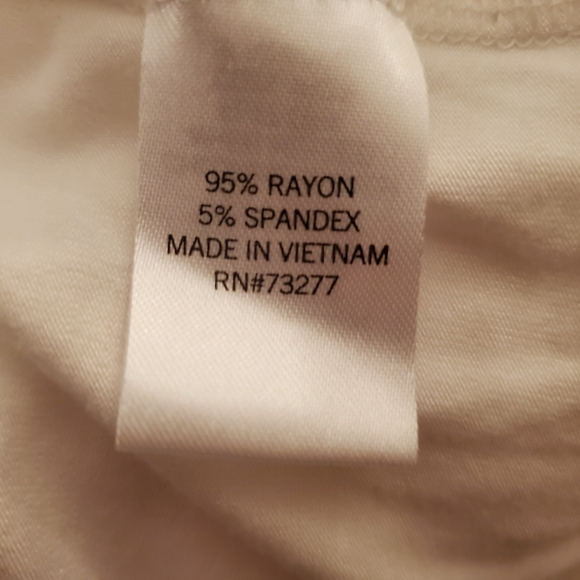 95% RAYON
5% SPANDEX
MADE IN VIETNAM
RN#73277